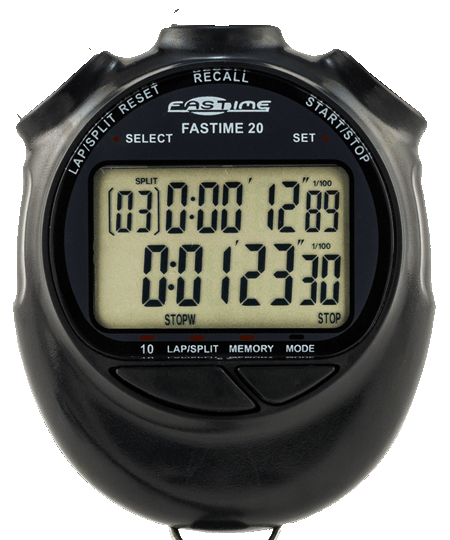 RECALL
LAP/SPLIT RESET
START/STOP
FASTIME
SELECT
FASTIME 20
SET
SPLIT
1/100
(03) 0:00' 12" 89
1/100
0:01' 23" 30
STOPW STOP
10 LAP/SPLIT MEMORY MODE